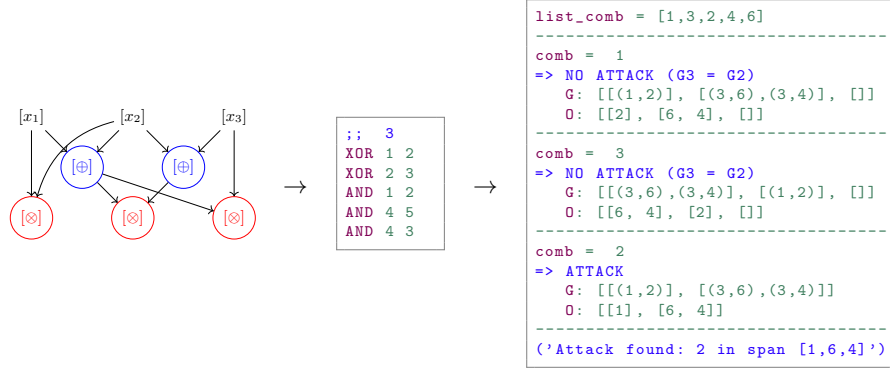 [x1] [x2] [x3]
[⊕] [⊕]
[⊗] [⊗] [⊗]
→ →
;; 3
XOR 1 2
XOR 2 3
AND 1 2
AND 4 5
AND 4 3
list_comb = [1,3,2,4,6]
-----------------------------------
comb = 1
=> NO ATTACK (G3 = G2)
G: [[(1,2)], [(3,6),(3,4)], []]
O: [[2], [6, 4], []]
-----------------------------------
comb = 3
=> NO ATTACK (G3 = G2)
G: [[(3,6),(3,4)], [(1,2)], []]
O: [[6, 4], [2], []]
-----------------------------------
comb = 2
=> ATTACK
G: [[(1,2)], [(3,6),(3,4)]]
O: [[1], [6, 4]]
-----------------------------------
('Attack found: 2 in span [1,6,4]')